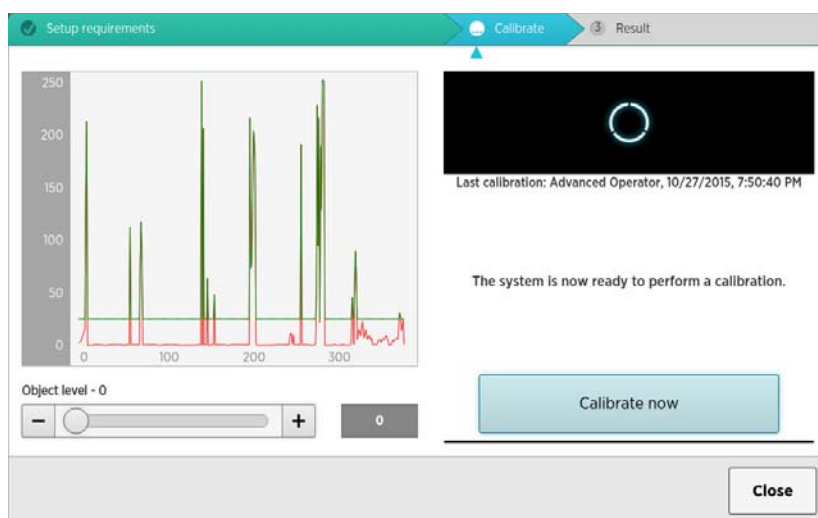 Setup requirements
... Calibrate
3 Result
250
200
150
100
50
0
0 100 200 300
Last calibration: Advanced Operator, 10/27/2015, 7:50:40 PM
The system is now ready to perform a calibration.
Object level - 0
− + 0
Calibrate now
Close